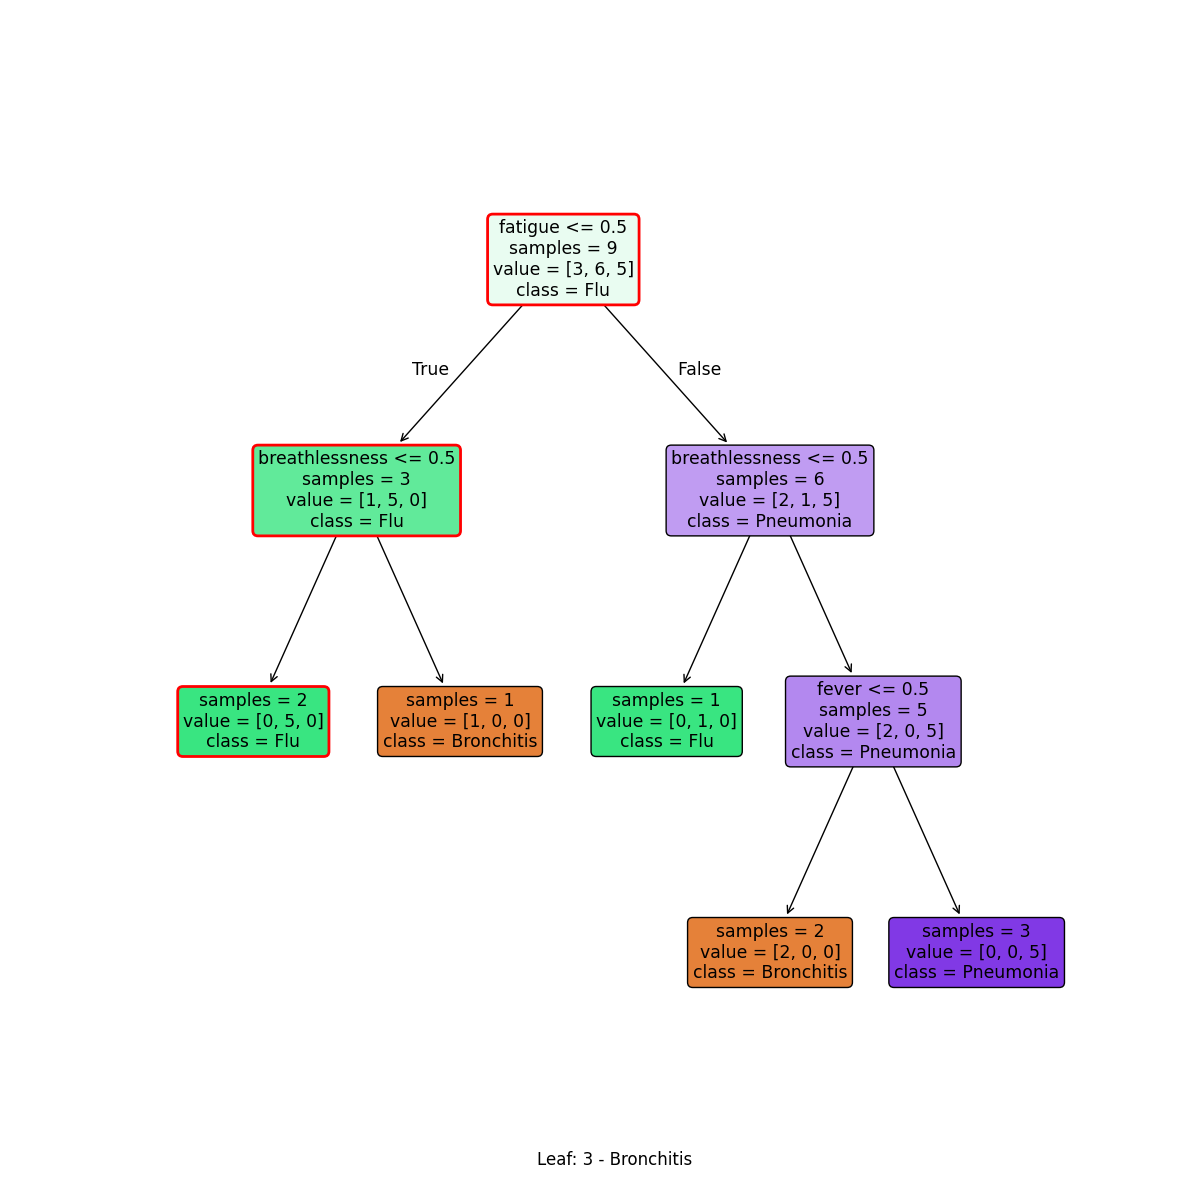 fatigue <= 0.5
samples = 9
value = [3, 6, 5]
class = Flu
True
False
breathlessness <= 0.5
samples = 3
value = [1, 5, 0]
class = Flu
breathlessness <= 0.5
samples = 6
value = [2, 1, 5]
class = Pneumonia
samples = 2
value = [0, 5, 0]
class = Flu
samples = 1
value = [1, 0, 0]
class = Bronchitis
samples = 1
value = [0, 1, 0]
class = Flu
fever <= 0.5
samples = 5
value = [2, 0, 5]
class = Pneumonia
samples = 2
value = [2, 0, 0]
class = Bronchitis
samples = 3
value = [0, 0, 5]
class = Pneumonia
Leaf: 3 - Bronchitis